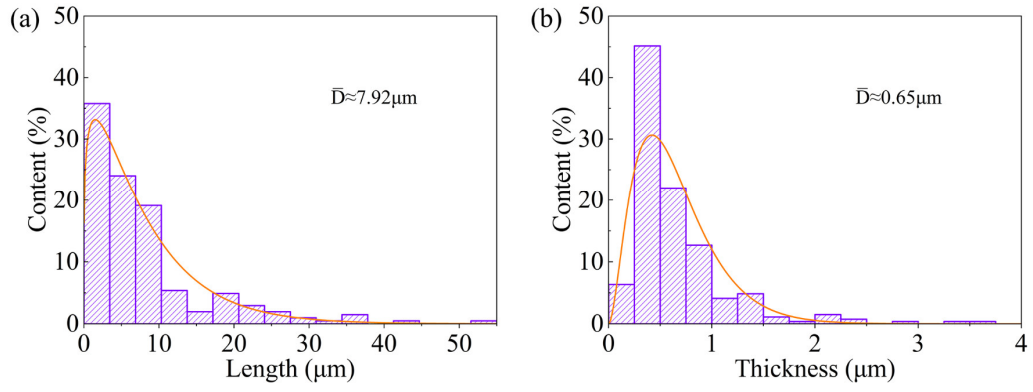 (a)
50
40
30
20
10
0
Content (%)
D̅≈7.92μm
0 10 20 30 40 50
Length (μm)
(b)
50
40
30
20
10
0
Content (%)
D̅≈0.65μm
0 1 2 3 4
Thickness (μm)